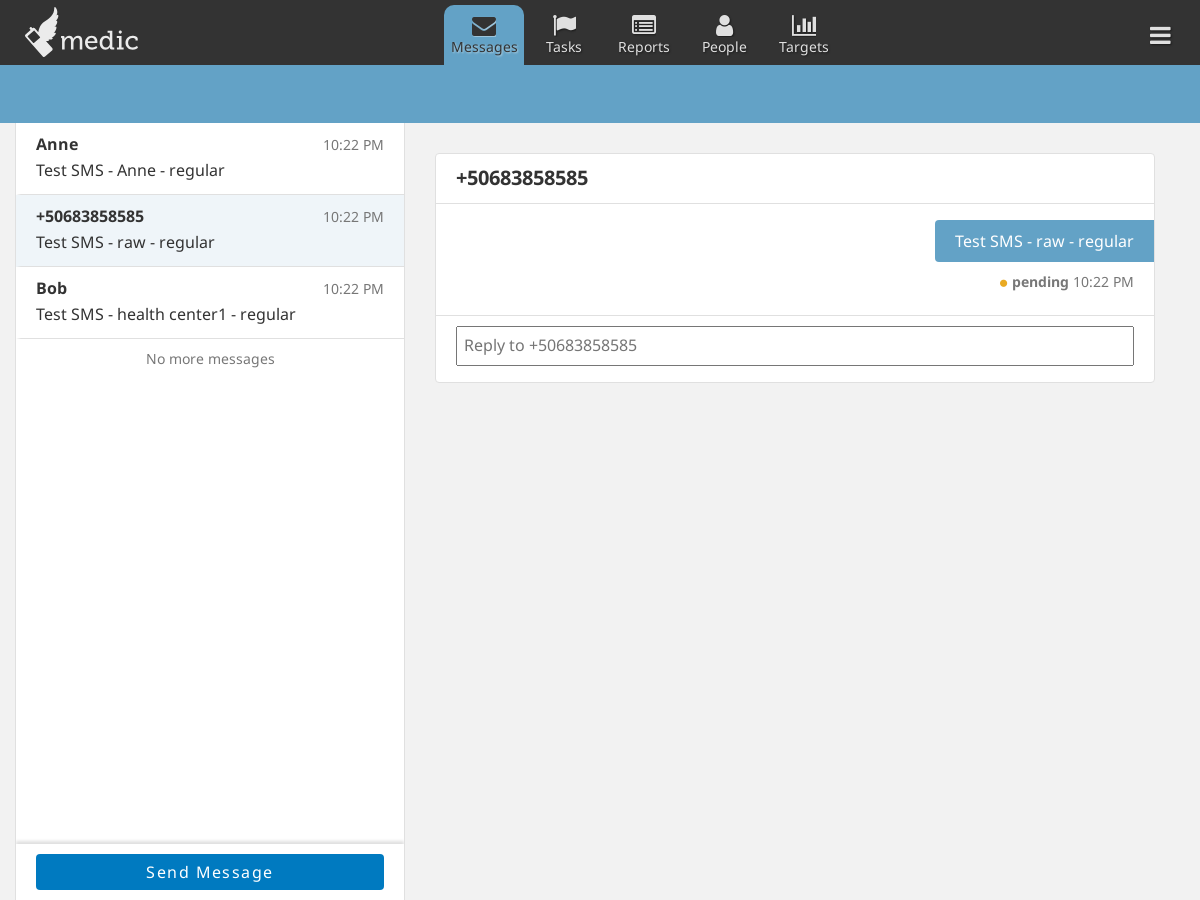 medic
Messages
Tasks
Reports
People
Targets
Anne 10:22 PM
Test SMS - Anne - regular
+50683858585 10:22 PM
Test SMS - raw - regular
Bob 10:22 PM
Test SMS - health center1 - regular
No more messages
Send Message
+50683858585
Test SMS - raw - regular
pending 10:22 PM
Reply to +50683858585